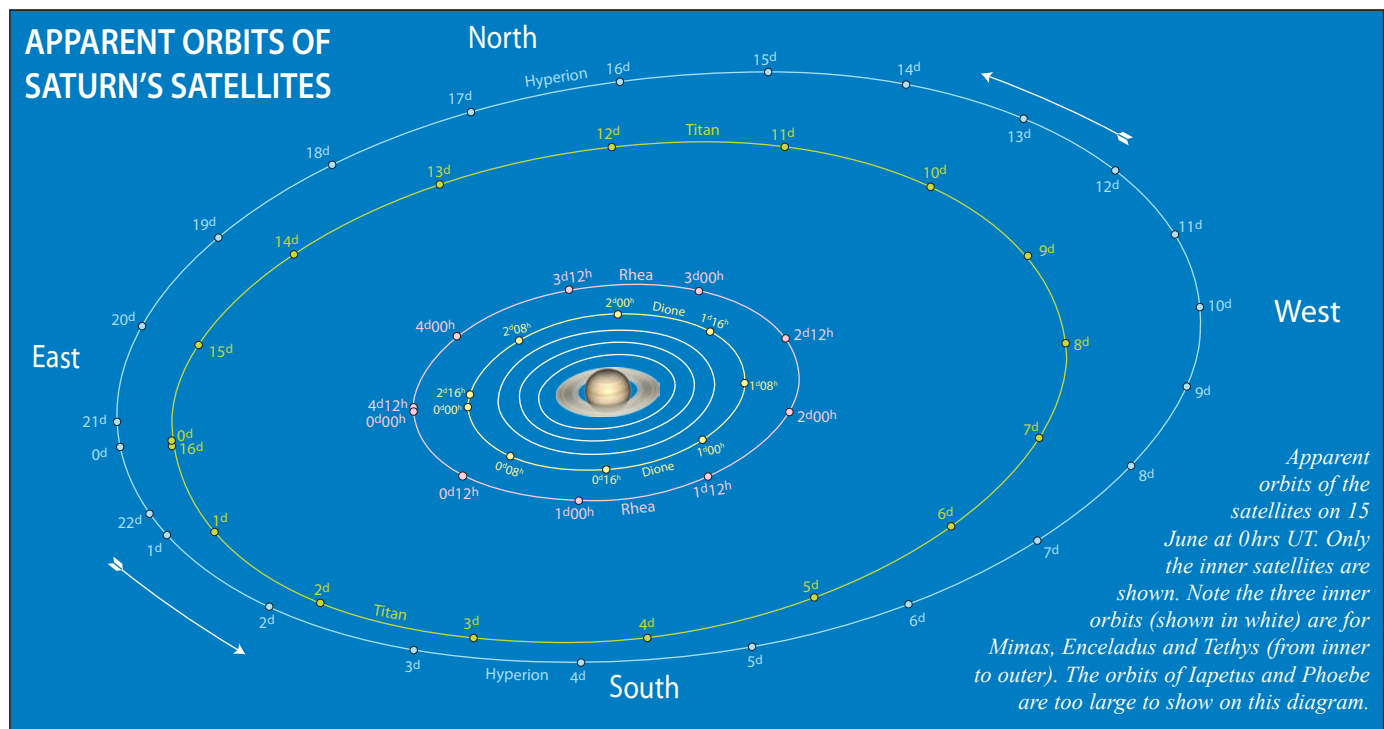 APPARENT ORBITS OF
SATURN'S SATELLITES
North
Hyperion
16d
15d
14d
17d
13d
18d
12d
Titan
11d
12d
13d
10d
19d
11d
14d
9d
20d
10d
15d
8d
West
East
3d12h
Rhea
3d00h
4d00h
2d00h
Dione
1d16h
2d12h
2d08h
2d16h
0d00h
1d08h
4d12h
0d00h
2d00h
9d
21d
0d
0d
16d
7d
0d08h
0d16h
Dione
1d00h
0d12h
1d00h
Rhea
1d12h
8d
22d
1d
1d
6d
7d
2d
Titan
5d
2d
3d
4d
6d
3d
Hyperion
4d
5d
South
Apparent
orbits of the
satellites on 15
June at 0hrs UT. Only
the inner satellites are
shown. Note the three inner
orbits (shown in white) are for
Mimas, Enceladus and Tethys (from inner
to outer). The orbits of Iapetus and Phoebe
are too large to show on this diagram.